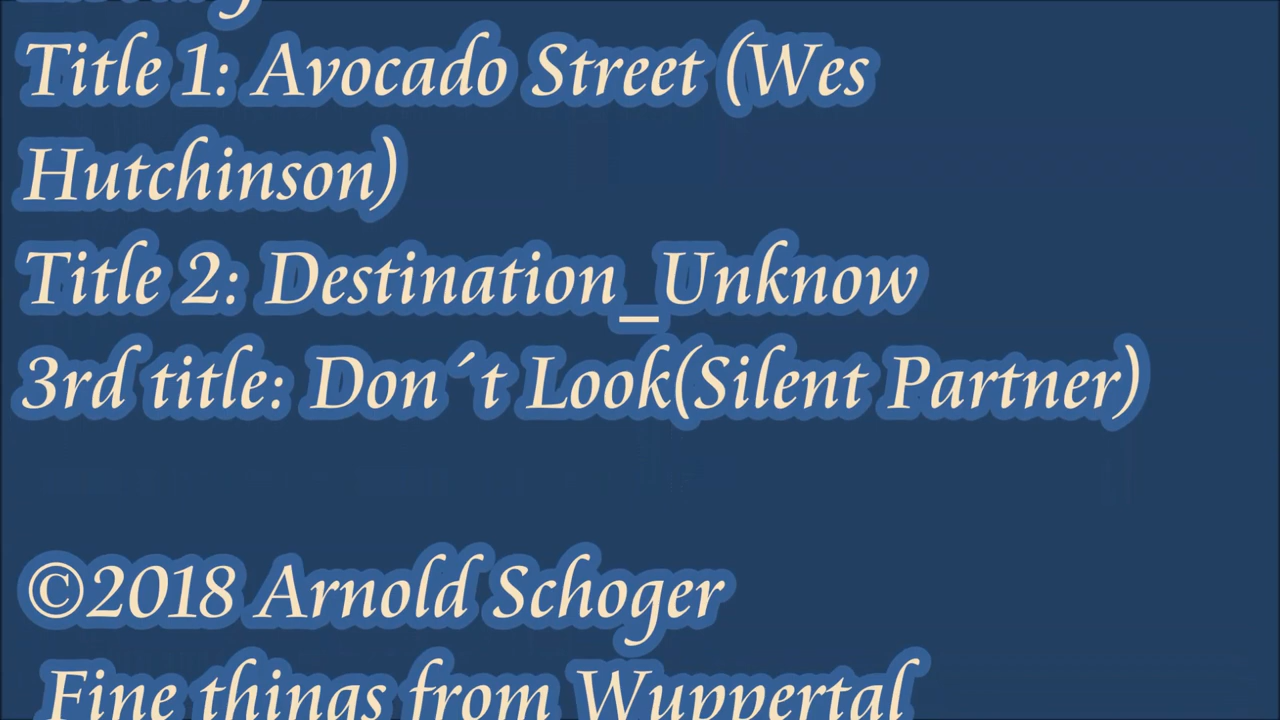 Title 1: Avocado Street (Wes
Hutchinson)
Title 2: Destination_Unknow
3rd title: Don´t Look(Silent Partner)
©2018 Arnold Schoger
Fine things from Wuppertal